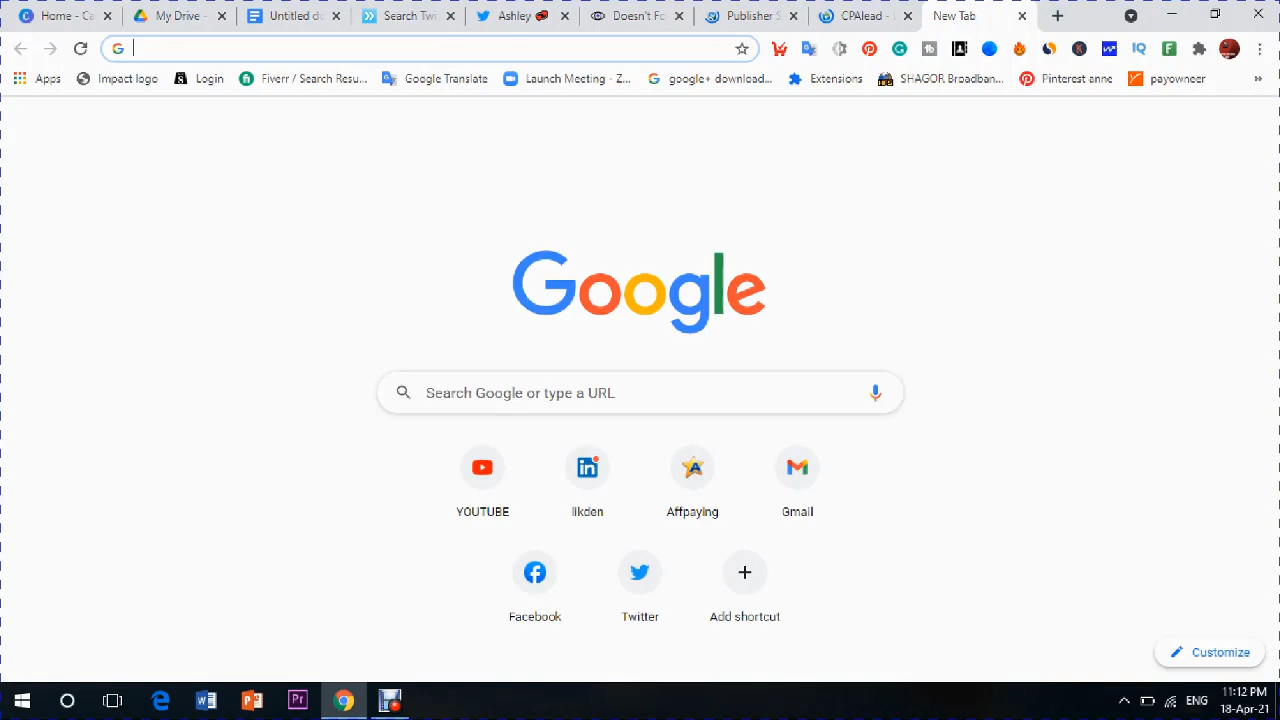 Home - Ca
My Drive -
Untitled do
Search Twi
Ashley
Doesn't Fo
Publisher S
CPAlead - L
New Tab
Apps
Impact logo
Login
Fiverr / Search Resu...
Google Translate
Launch Meeting - Z...
google+ download...
Extensions
SHAGOR Broadban...
Pinterest anne
payowneer
IQ
Google
Search Google or type a URL
YOUTUBE
likden
Affpaying
Gmail
Facebook
Twitter
Add shortcut
Customize
Pr
ENG
11:12 PM
18-Apr-21